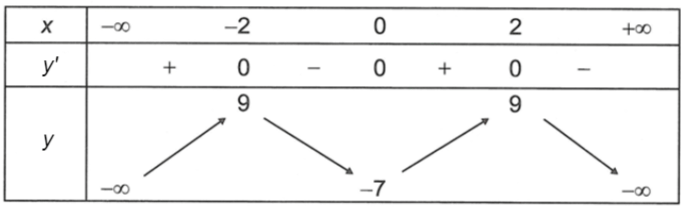 x −∞ −2 0 2 +∞
y' + 0 − 0 + 0 −
9 9
y
−∞ −7 −∞